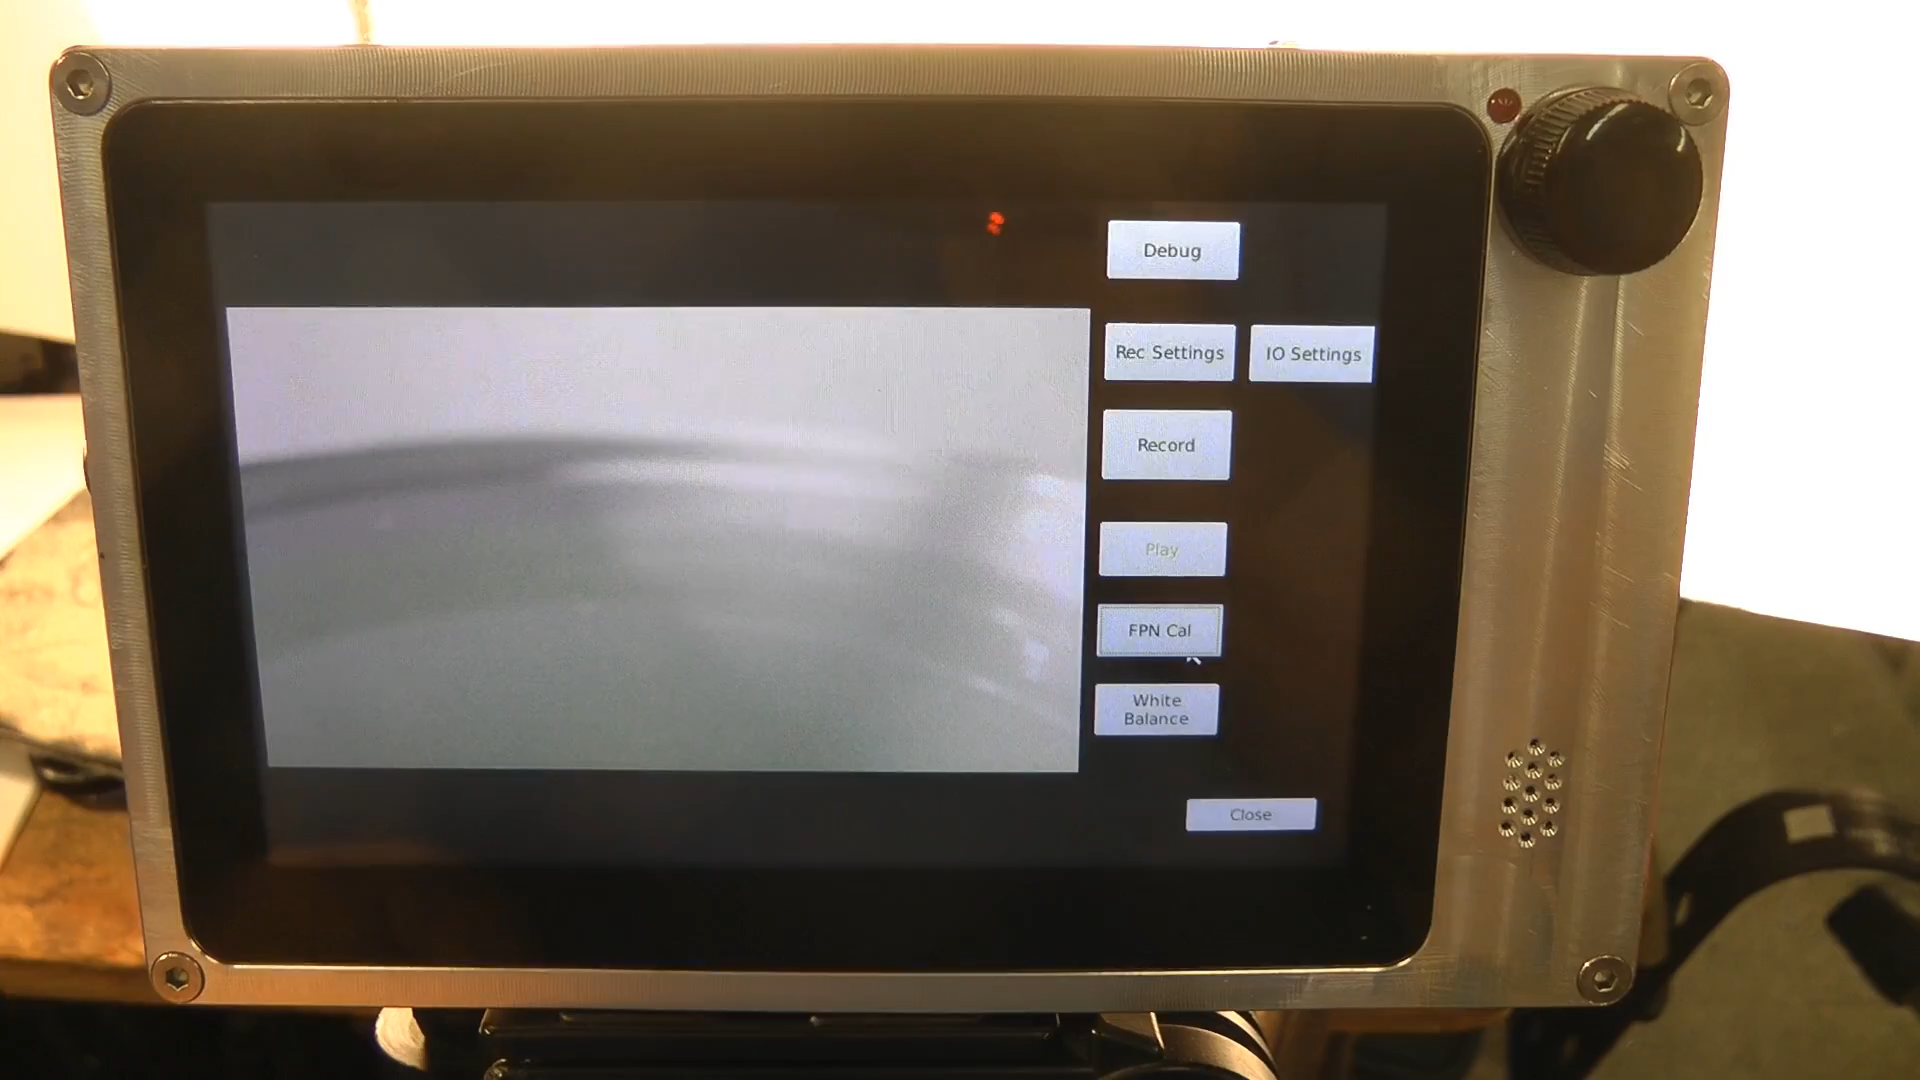 Debug
Rec Settings
IO Settings
Record
Play
FPN Cal
White
Balance
Close